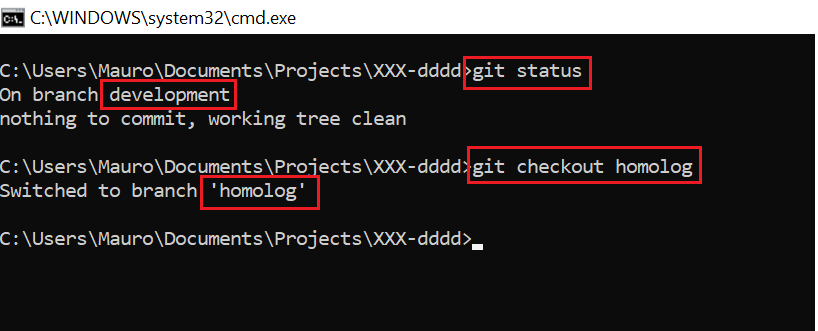 C:\WINDOWS\system32\cmd.exe
C:\Users\Mauro\Documents\Projects\XXX-dddd>git status
On branch development
nothing to commit, working tree clean
C:\Users\Mauro\Documents\Projects\XXX-dddd>git checkout homolog
Switched to branch 'homolog'
C:\Users\Mauro\Documents\Projects\XXX-dddd>